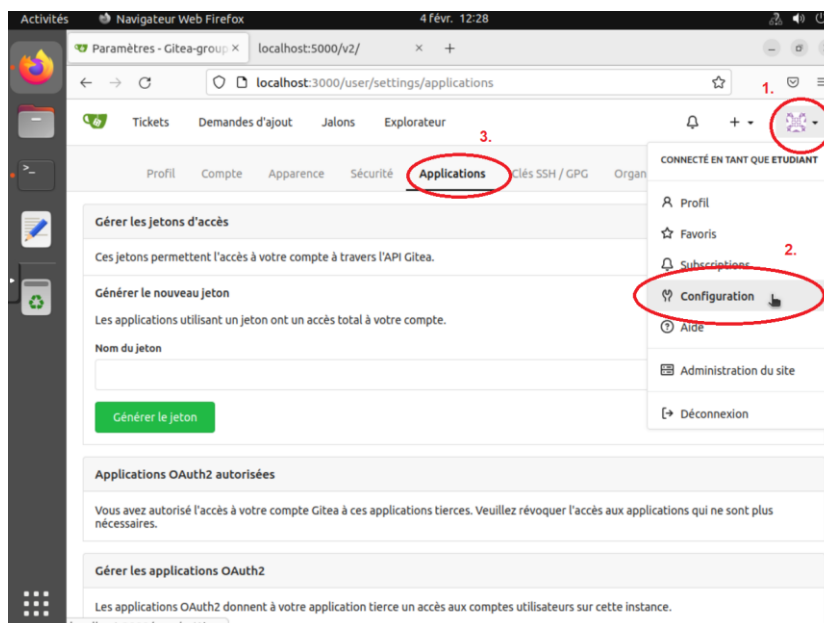 Activités Navigateur Web Firefox 4 févr. 12:28
Paramètres - Gitea-group × localhost:5000/v2/ × +
localhost:3000/user/settings/applications
1.
Tickets Demandes d'ajout Jalons Explorateur
3.
CONNECTÉ EN TANT QUE ETUDIANT
Profil Compte Apparence Sécurité Applications Clés SSH / GPG Organ
Profil
Favoris
Subscriptions
2.
Configuration
Aide
Administration du site
Déconnexion
Gérer les jetons d'accès
Ces jetons permettent l'accès à votre compte à travers l'API Gitea.
Générer le nouveau jeton
Les applications utilisant un jeton ont un accès total à votre compte.
Nom du jeton
Générer le jeton
Applications OAuth2 autorisées
Vous avez autorisé l'accès à votre compte Gitea à ces applications tierces. Veuillez révoquer l'accès aux applications qui ne sont plus
nécessaires.
Gérer les applications OAuth2
Les applications OAuth2 donnent à votre application tierce un accès aux comptes utilisateurs sur cette instance.